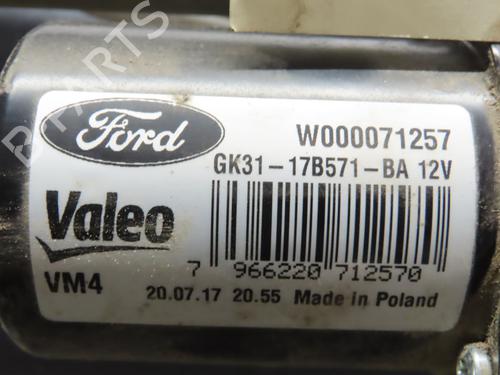 Ford
W000071257
GK31-17B571-BA 12V
Valeo
7 966220 712570
VM4
20.07.17 20.55 Made in Poland